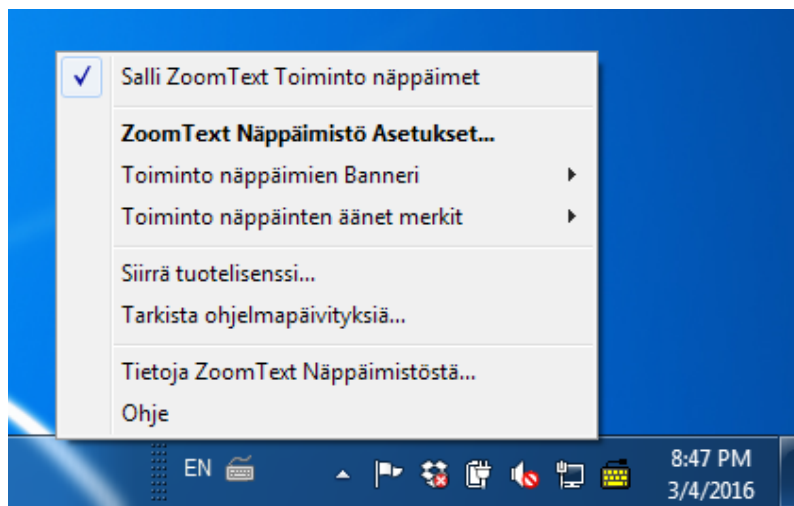 Salli ZoomText Toiminto näppäimet
ZoomText Näppäimistö Asetukset...
Toiminto näppäimien Banneri
Toiminto näppäinten äänet merkit
Siirrä tuotelisenssi...
Tarkista ohjelmapäivityksiä...
Tietoja ZoomText Näppäimistöstä...
Ohje
EN
8:47 PM
3/4/2016